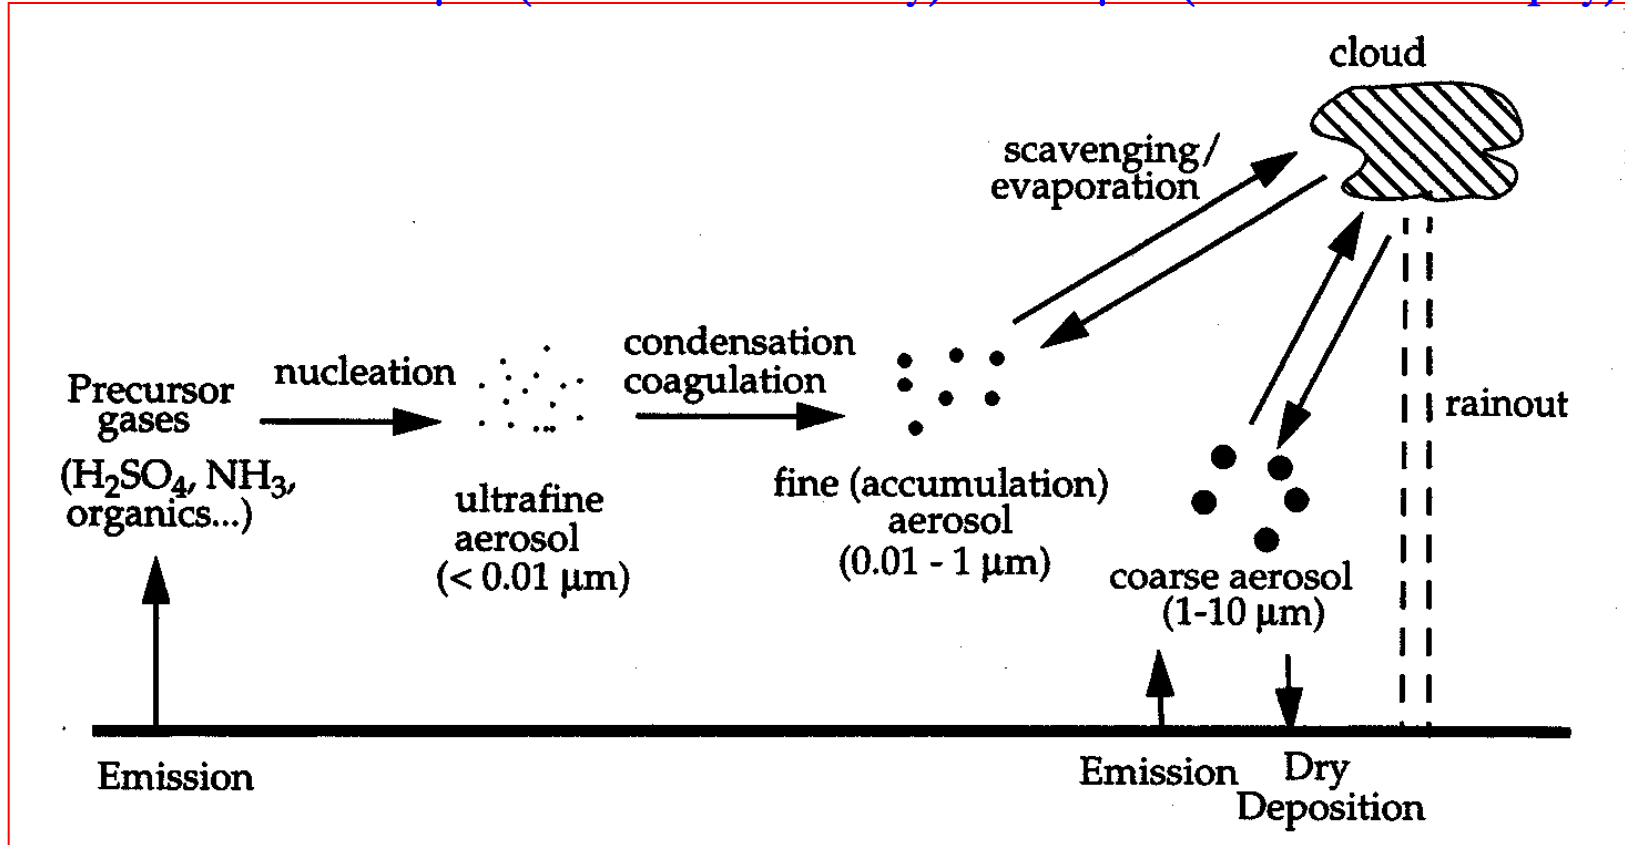 cloud
scavenging/
evaporation
condensation
coagulation
nucleation
Precursor
gases
(H₂SO₄, NH₃,
organics...)
ultrafine
aerosol
(< 0.01 µm)
fine (accumulation)
aerosol
(0.01 - 1 µm)
rainout
coarse aerosol
(1-10 µm)
Emission
Emission
Dry
Deposition